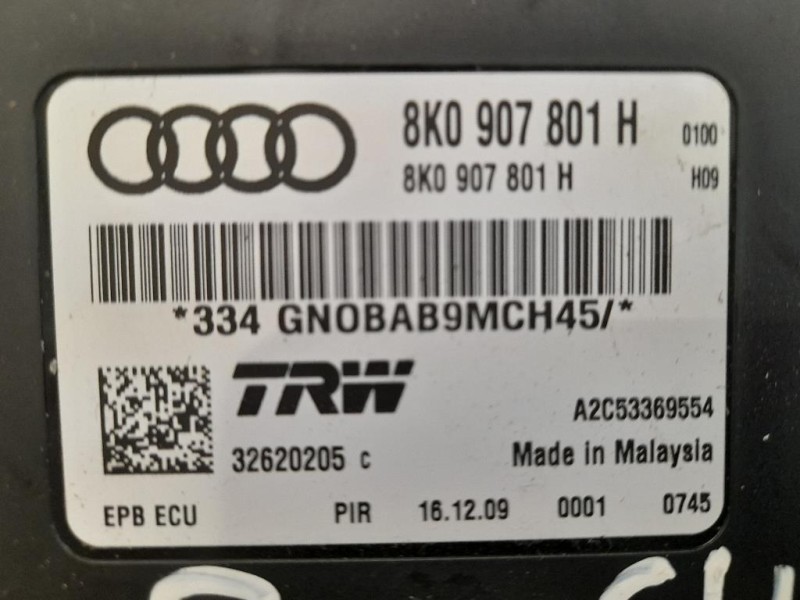 8K0 907 801 H 0100
8K0 907 801 H H09
*334 GN0BAB9MCH45/*
TRW
A2C53369554
32620205 c Made in Malaysia
EPB ECU PIR 16.12.09 0001 0745